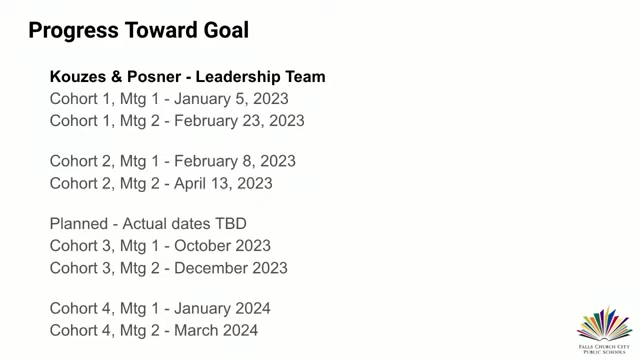 Progress Toward Goal
Kouzes & Posner - Leadership Team
Cohort 1, Mtg 1 - January 5, 2023
Cohort 1, Mtg 2 - February 23, 2023
Cohort 2, Mtg 1 - February 8, 2023
Cohort 2, Mtg 2 - April 13, 2023
Planned - Actual dates TBD
Cohort 3, Mtg 1 - October 2023
Cohort 3, Mtg 2 - December 2023
Cohort 4, Mtg 1 - January 2024
Cohort 4, Mtg 2 - March 2024
FALLS CHURCH CITY
PUBLIC SCHOOLS